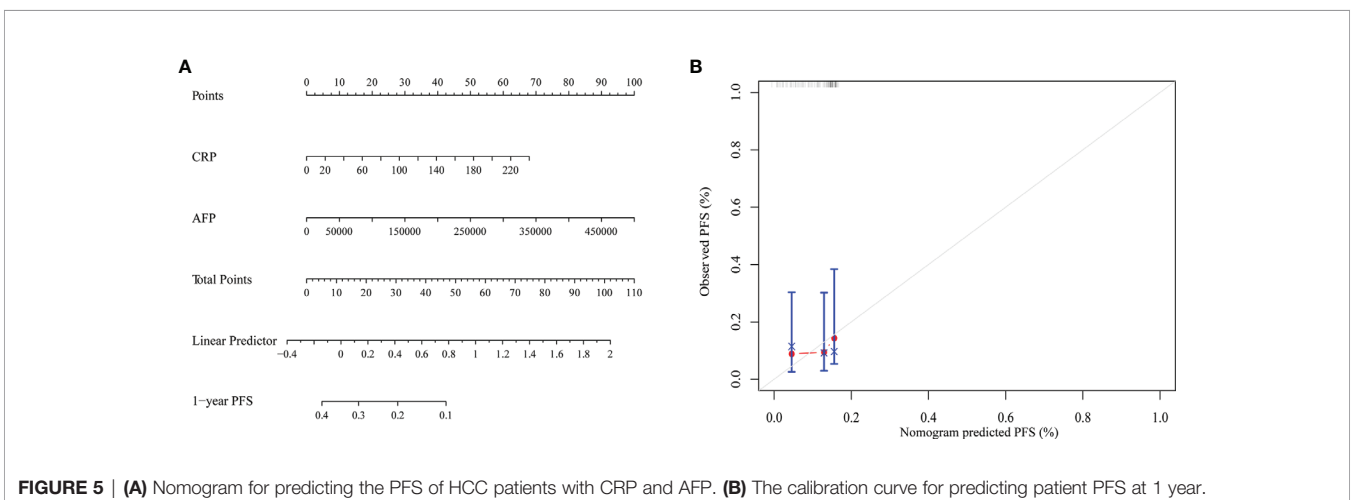 A
0 10 20 30 40 50 60 70 80 90 100
Points
CRP
0 20 60 100 140 180 220
AFP
0 50000 150000 250000 350000 450000
Total Points
0 10 20 30 40 50 60 70 80 90 100 110
Linear Predictor
−0.4 0 0.2 0.4 0.6 0.8 1 1.2 1.4 1.6 1.8 2
1−year PFS
0.4 0.3 0.2 0.1
B
1.0
0.8
0.6
0.4
0.2
0.0
Observed PFS (%)
0.0 0.2 0.4 0.6 0.8 1.0
Nomogram predicted PFS (%)
FIGURE 5 | (A) Nomogram for predicting the PFS of HCC patients with CRP and AFP. (B) The calibration curve for predicting patient PFS at 1 year.